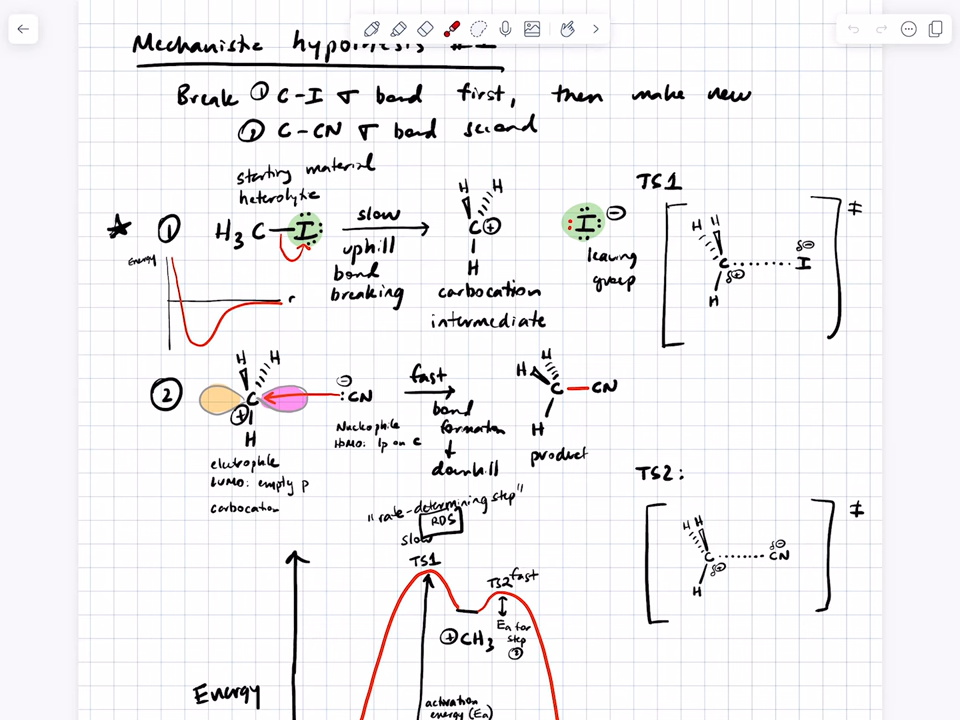 Mechanistic hypothesis
Break ① C-I σ bond first, then make new
② C-CN σ bond second
starting material
heterolytic
① H₃C-I
slow
uphill
bond
breaking
H H
C ⊕
H
carbocation
intermediate
I ⊖
leaving
group
TS1
H H
C δ⊕
H
I δ⊖
‡
Energy
r
②
H H
C
⊕
H
electrophile
LUMO: empty p
carbocation
⊖
:CN
Nucleophile
HOMO: lp on C
fast
bond
formation
↓
downhill
H
H
C-CN
H
product
TS2:
H H
C δ⊕
H
δ⊖
CN
‡
"rate-determining step"
RDS
slow
TS1
TS2 fast
⊕CH₃
Ea for
step
②
Energy
activation
energy (Ea)